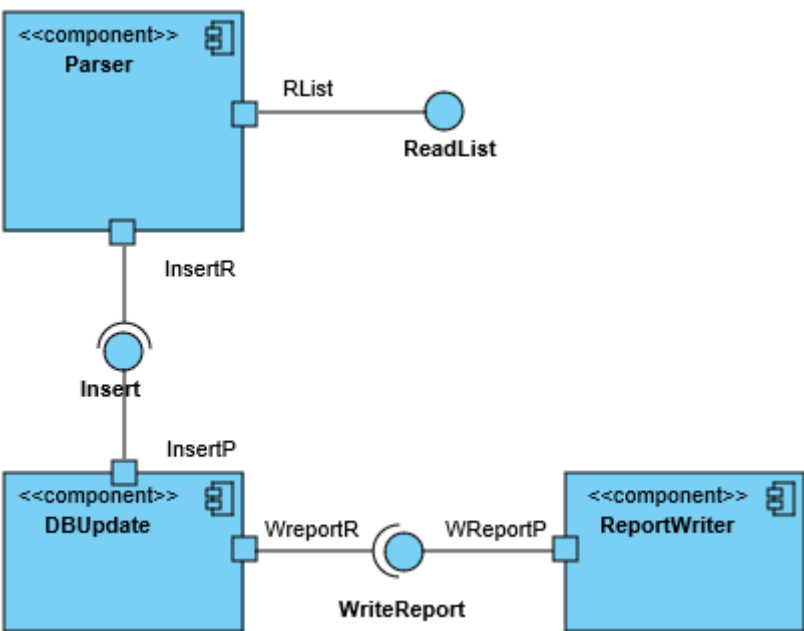 <<component>>
Parser
RList
ReadList
InsertR
Insert
InsertP
<<component>>
DBUpdate
WreportR
WReportP
WriteReport
<<component>>
ReportWriter